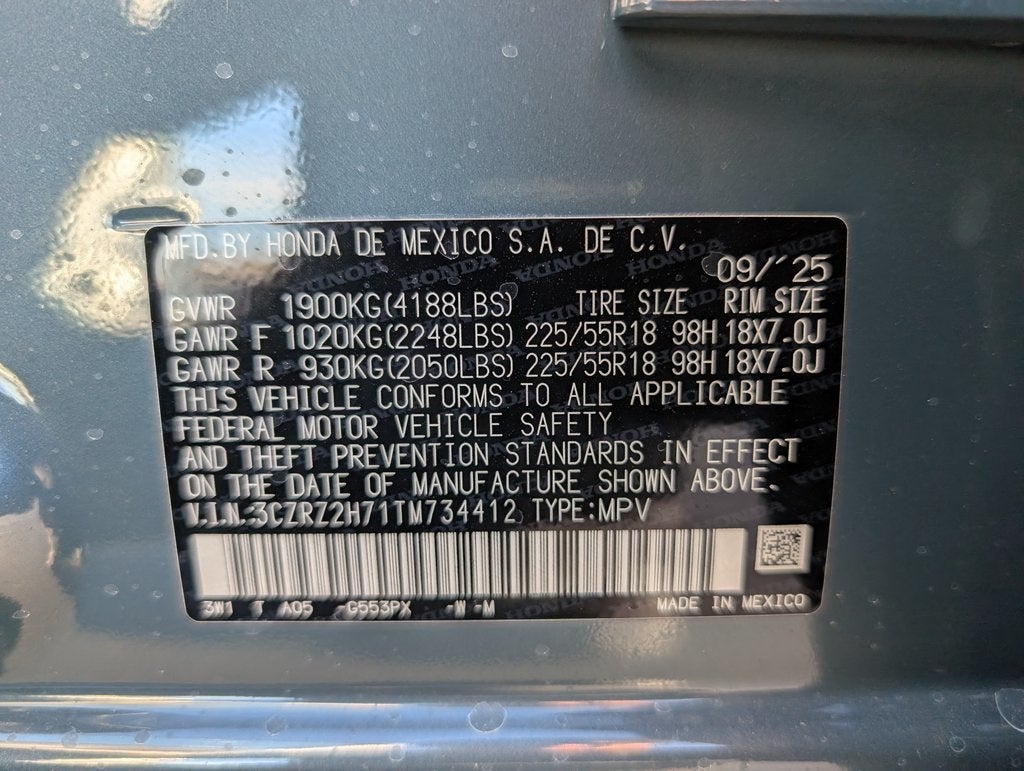 MFD.BY HONDA DE MEXICO S.A. DE C.V.
09/´25
GVWR 1900KG(4188LBS) TIRE SIZE RIM SIZE
GAWR F 1020KG(2248LBS) 225/55R18 98H 18X7.0J
GAWR R 930KG(2050LBS) 225/55R18 98H 18X7.0J
THIS VEHICLE CONFORMS TO ALL APPLICABLE
FEDERAL MOTOR VEHICLE SAFETY
AND THEFT PREVENTION STANDARDS IN EFFECT
ON THE DATE OF MANUFACTURE SHOWN ABOVE.
V.I.N.3CZRZ2H71TM734412 TYPE:MPV
3W1 T A05 -G553PX -W -M MADE IN MEXICO